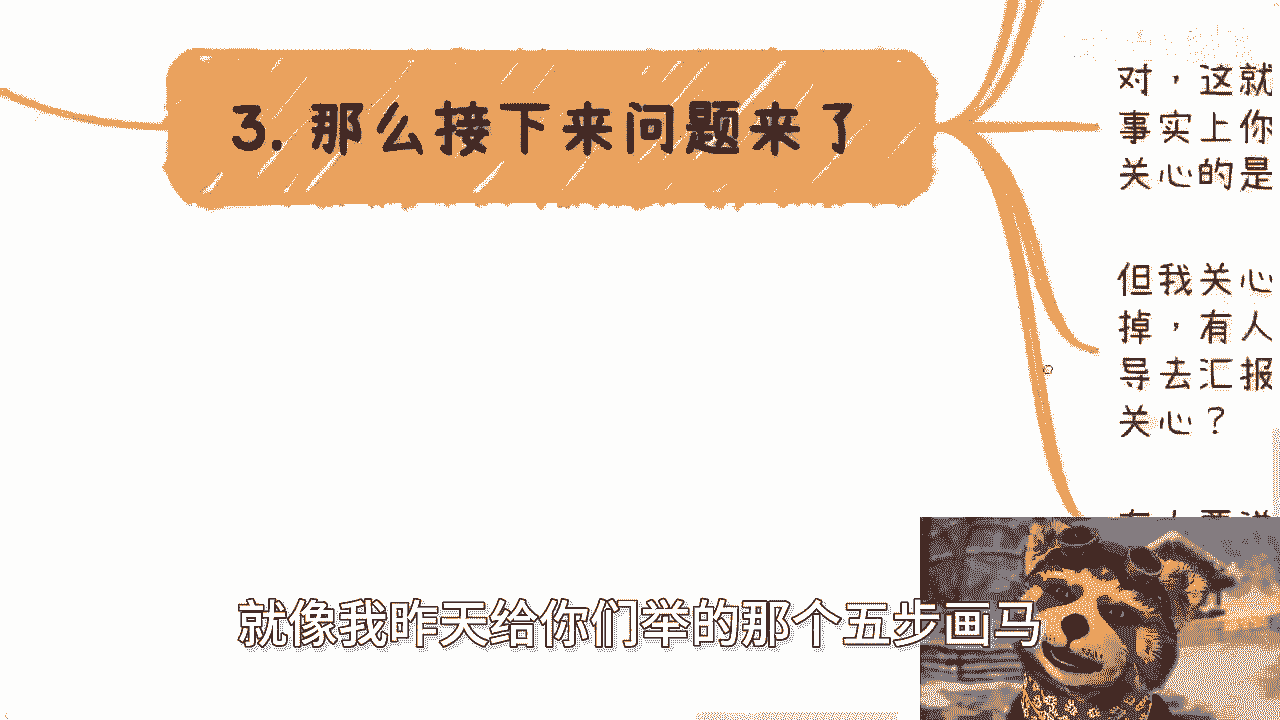 3. 那么接下来问题来了
对，这就
事实上你
关心的是
但我关心
掉，有人
导去汇报
关心？
就像我昨天给你们举的那个五步画马